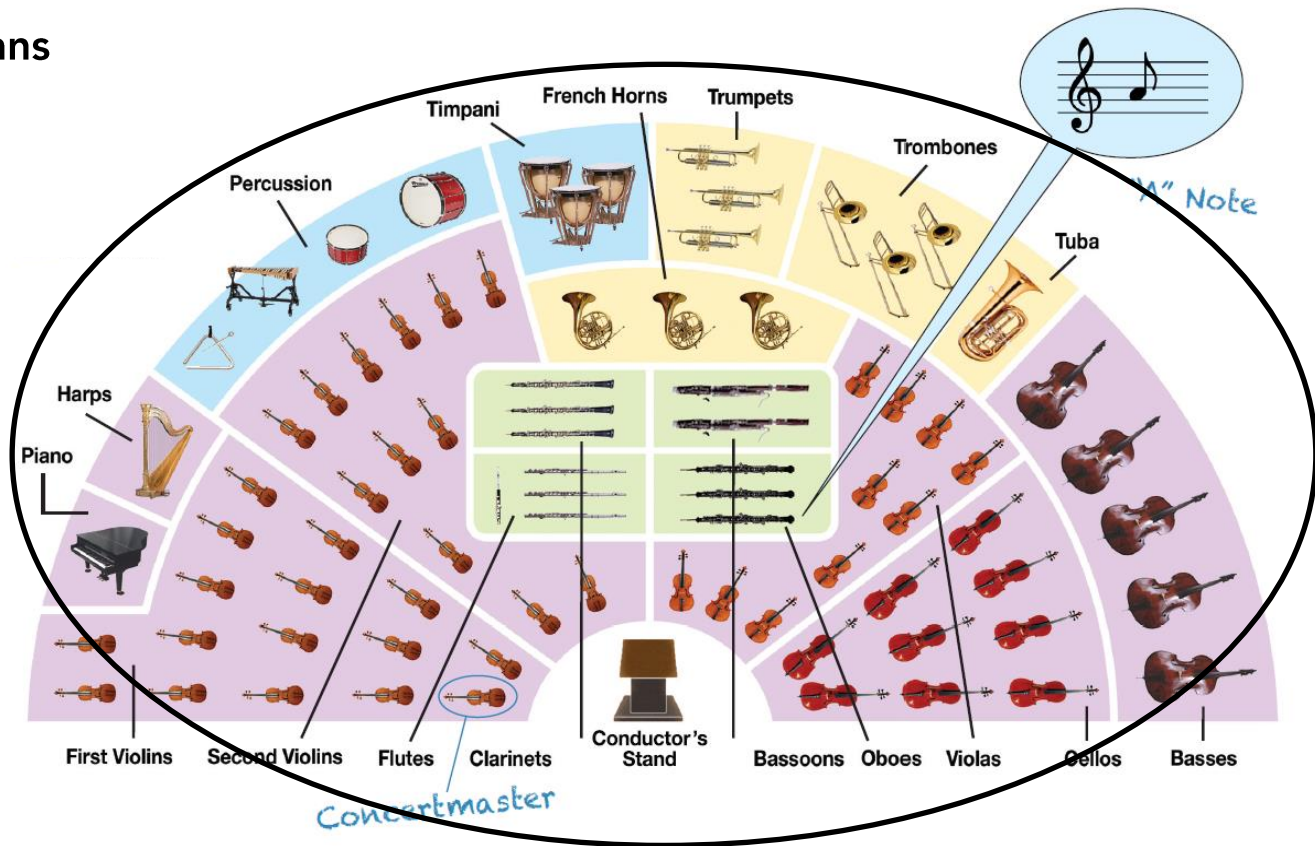 French Horns
Trumpets
Timpani
Trombones
Percussion
Note
Tuba
Harps
Piano
First Violins
Second Violins
Flutes
Clarinets
Conductor's
Stand
Bassoons
Oboes
Violas
Cellos
Basses
Concertmaster